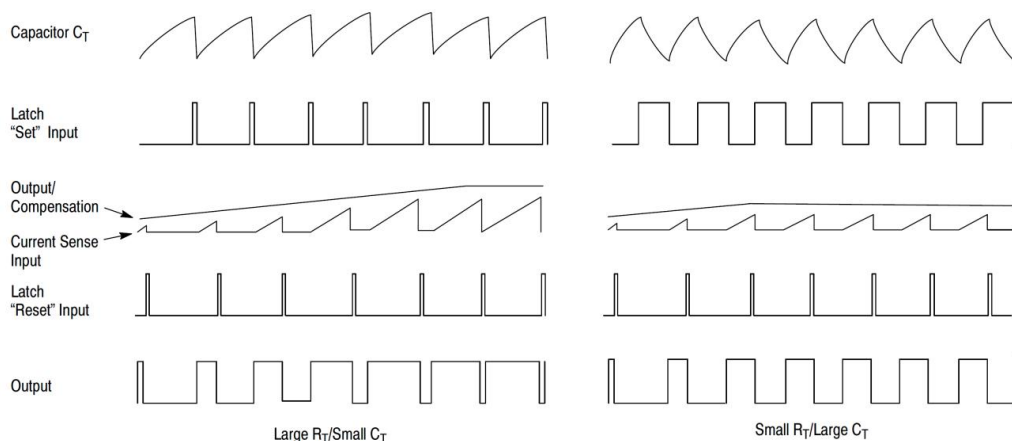 Capacitor CT
Latch
“Set” Input
Output/
Compensation
Current Sense
Input
Latch
“Reset” Input
Output
Large RT/Small CT
Small RT/Large CT